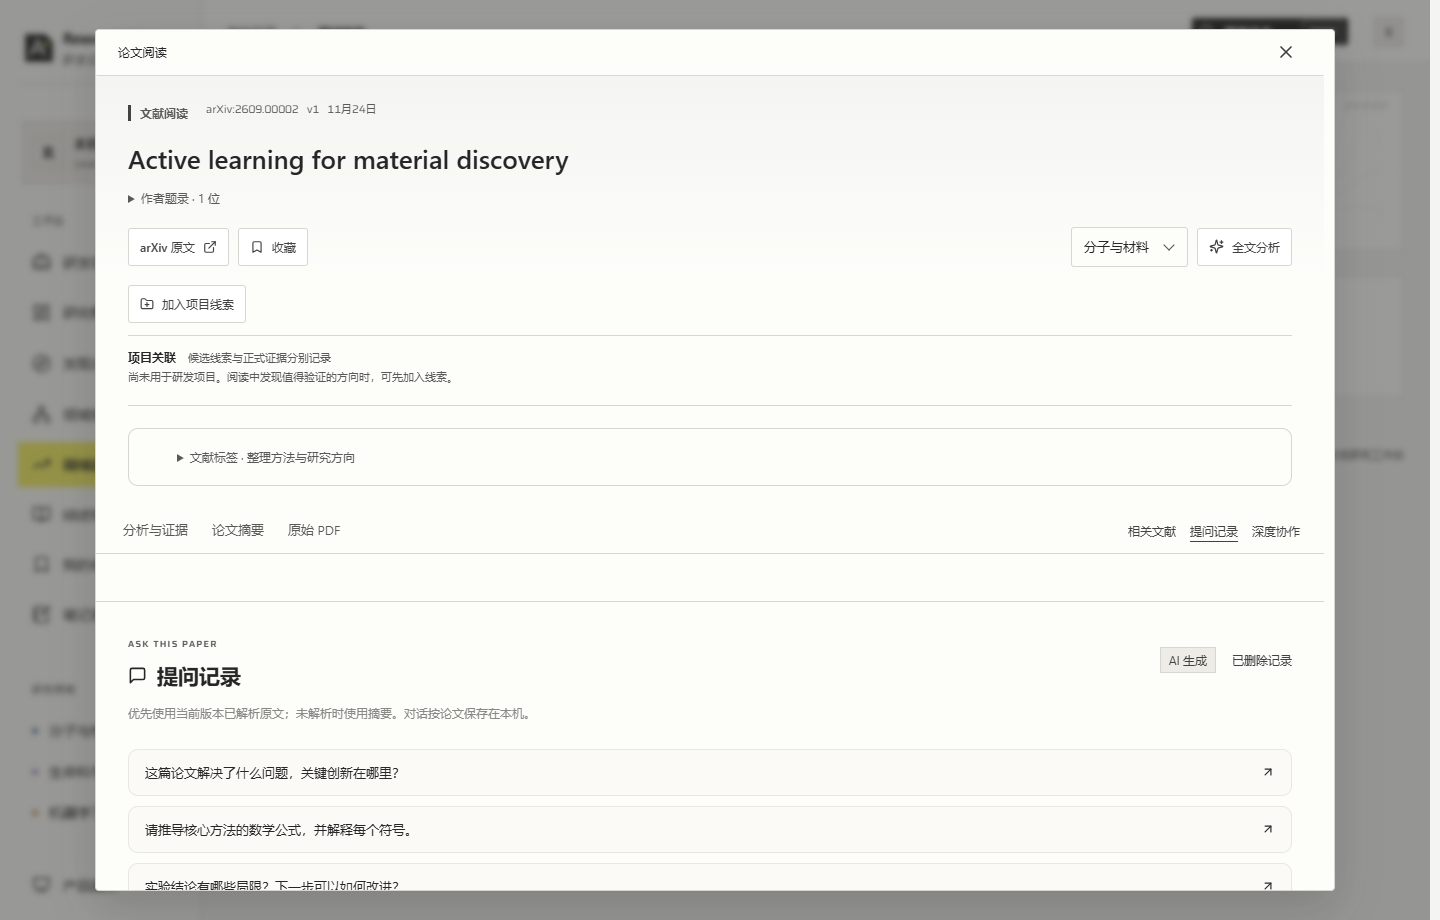 论文阅读
文献阅读 arXiv:2609.00002 v1 11月24日
Active learning for material discovery
作者题录 · 1 位
arXiv 原文 收藏 分子与材料 全文分析
加入项目线索
项目关联 候选线索与正式证据分别记录
尚未用于研发项目。阅读中发现值得验证的方向时，可先加入线索。
文献标签 · 整理方法与研究方向
分析与证据 论文摘要 原始 PDF 相关文献 提问记录 深度协作
ASK THIS PAPER
提问记录 AI 生成 已删除记录
优先使用当前版本已解析原文；未解析时使用摘要。对话按论文保存在本机。
这篇论文解决了什么问题，关键创新在哪里？
请推导核心方法的数学公式，并解释每个符号。
实验结论有哪些局限？下一步可以如何改进？